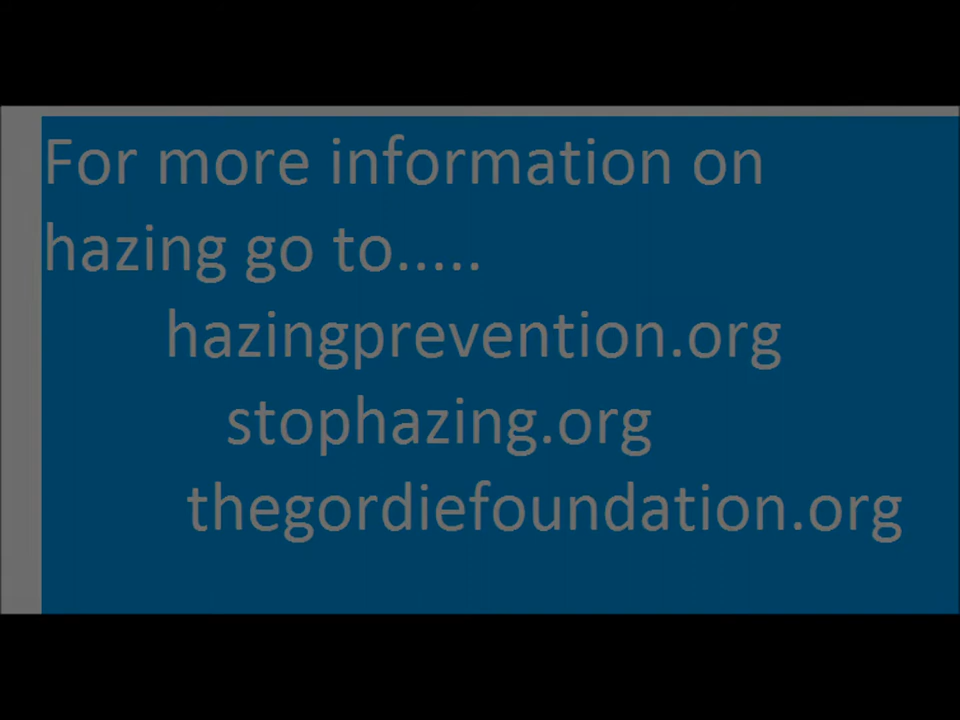 For more information on
hazing go to.....
hazingprevention.org
stophazing.org
thegordiefoundation.org